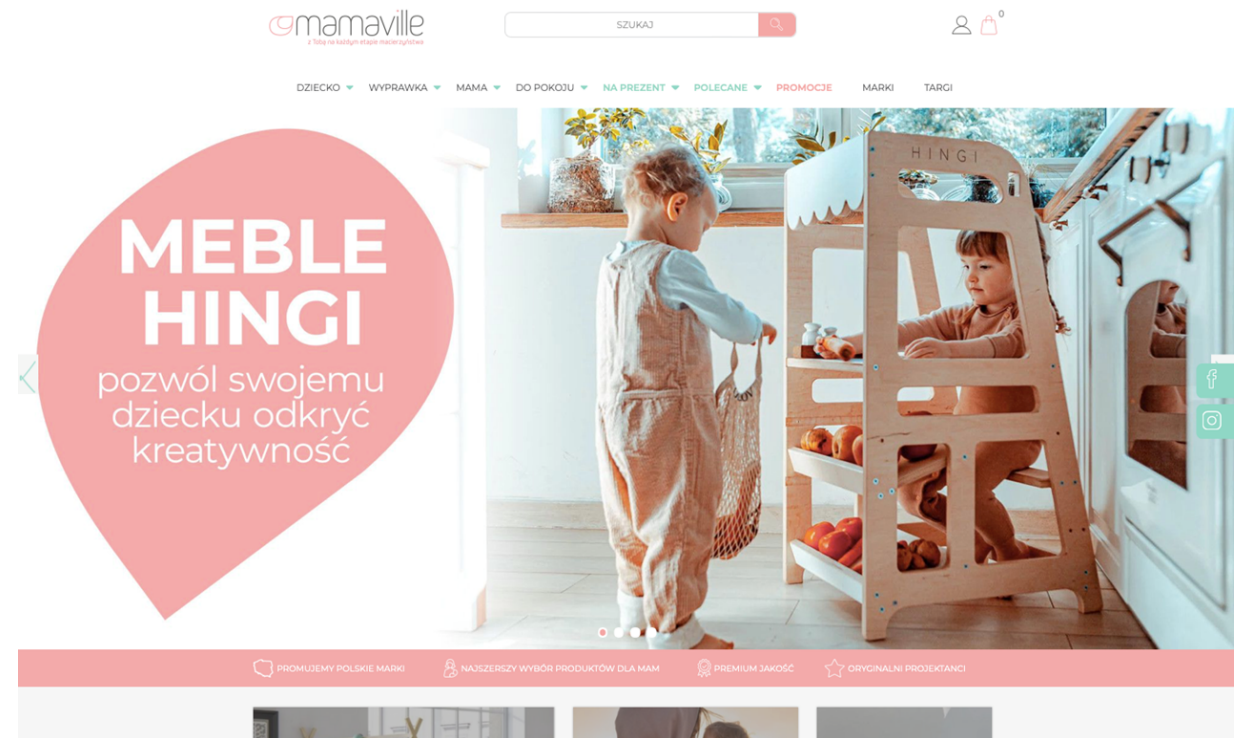 mamaville
z Tobą na każdym etapie macierzyństwa
SZUKAJ
0
DZIECKO WYPRAWKA MAMA DO POKOJU NA PREZENT POLECANE PROMOCJE MARKI TARGI
MEBLE
HINGI
pozwól swojemu
dziecku odkryć
kreatywność
HINGI
PROMUJEMY POLSKIE MARKI NAJSZERSZY WYBÓR PRODUKTÓW DLA MAM PREMIUM JAKOŚĆ ORYGINALNI PROJEKTANCI